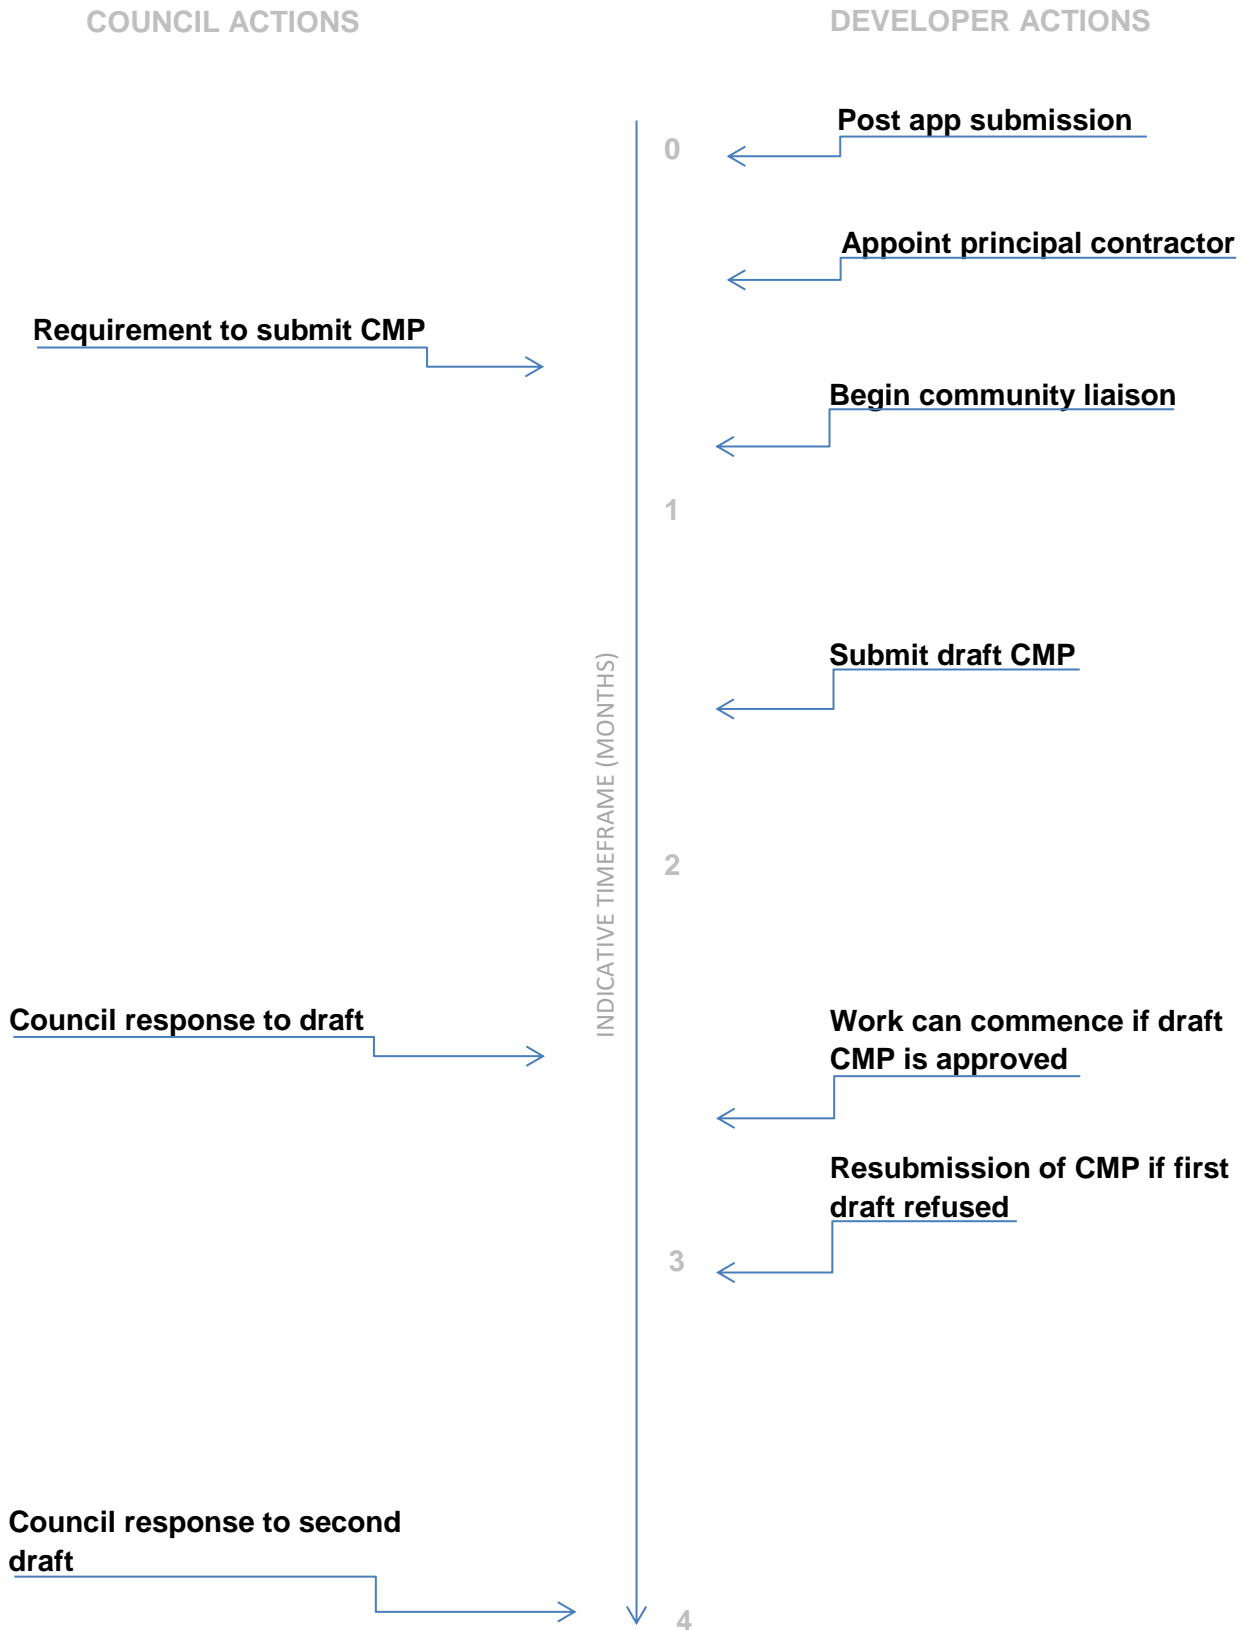 COUNCIL ACTIONS
DEVELOPER ACTIONS
Post app submission
0
Appoint principal contractor
Requirement to submit CMP
Begin community liaison
1
Submit draft CMP
INDICATIVE TIMEFRAME (MONTHS)
2
Council response to draft
Work can commence if draft
CMP is approved
Resubmission of CMP if first
draft refused
3
Council response to second
draft
4